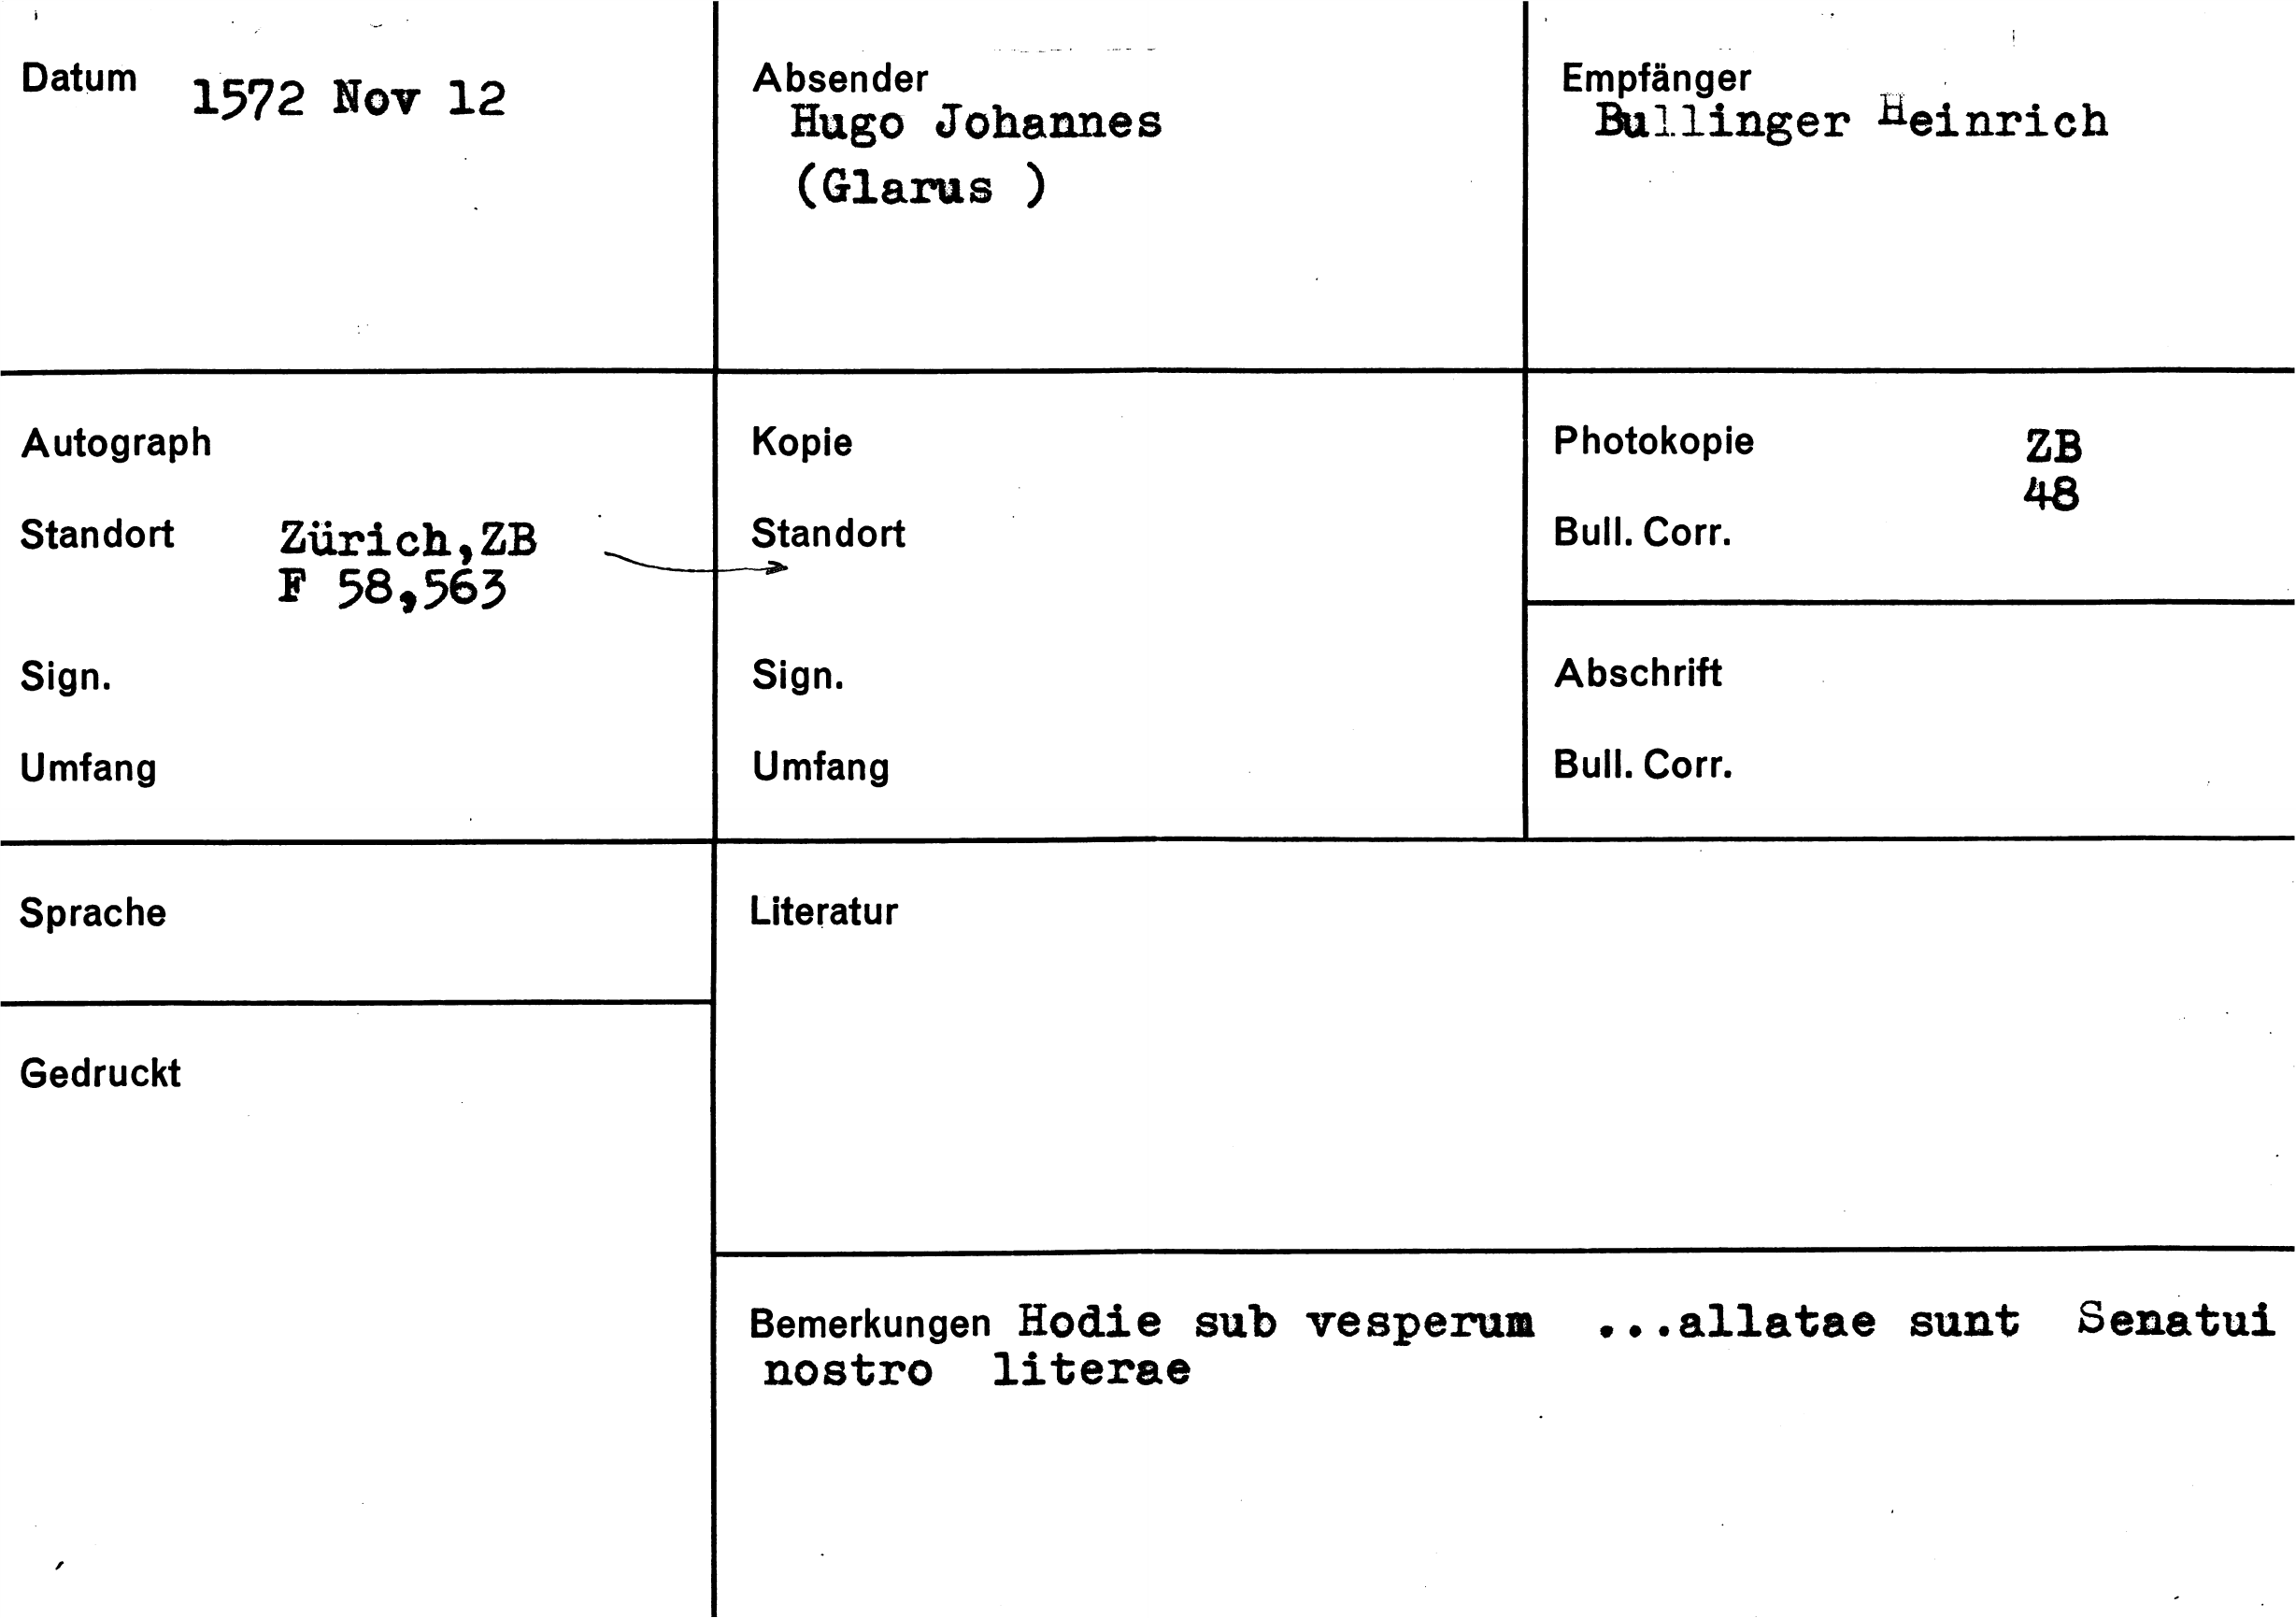 Datum 1572 Nov 12
Absender
Hugo Johannes
(Glarus )
Empfänger
Bullinger Heinrich
Autograph
Standort Zürich,ZB
F 58,563
Sign.
Umfang
Kopie
Standort
Sign.
Umfang
Photokopie ZB
48
Bull. Corr.
Abschrift
Bull. Corr.
Sprache
Gedruckt
Literatur
Bemerkungen Hodie sub vesperum ...allatae sunt Senatui
nostro literae